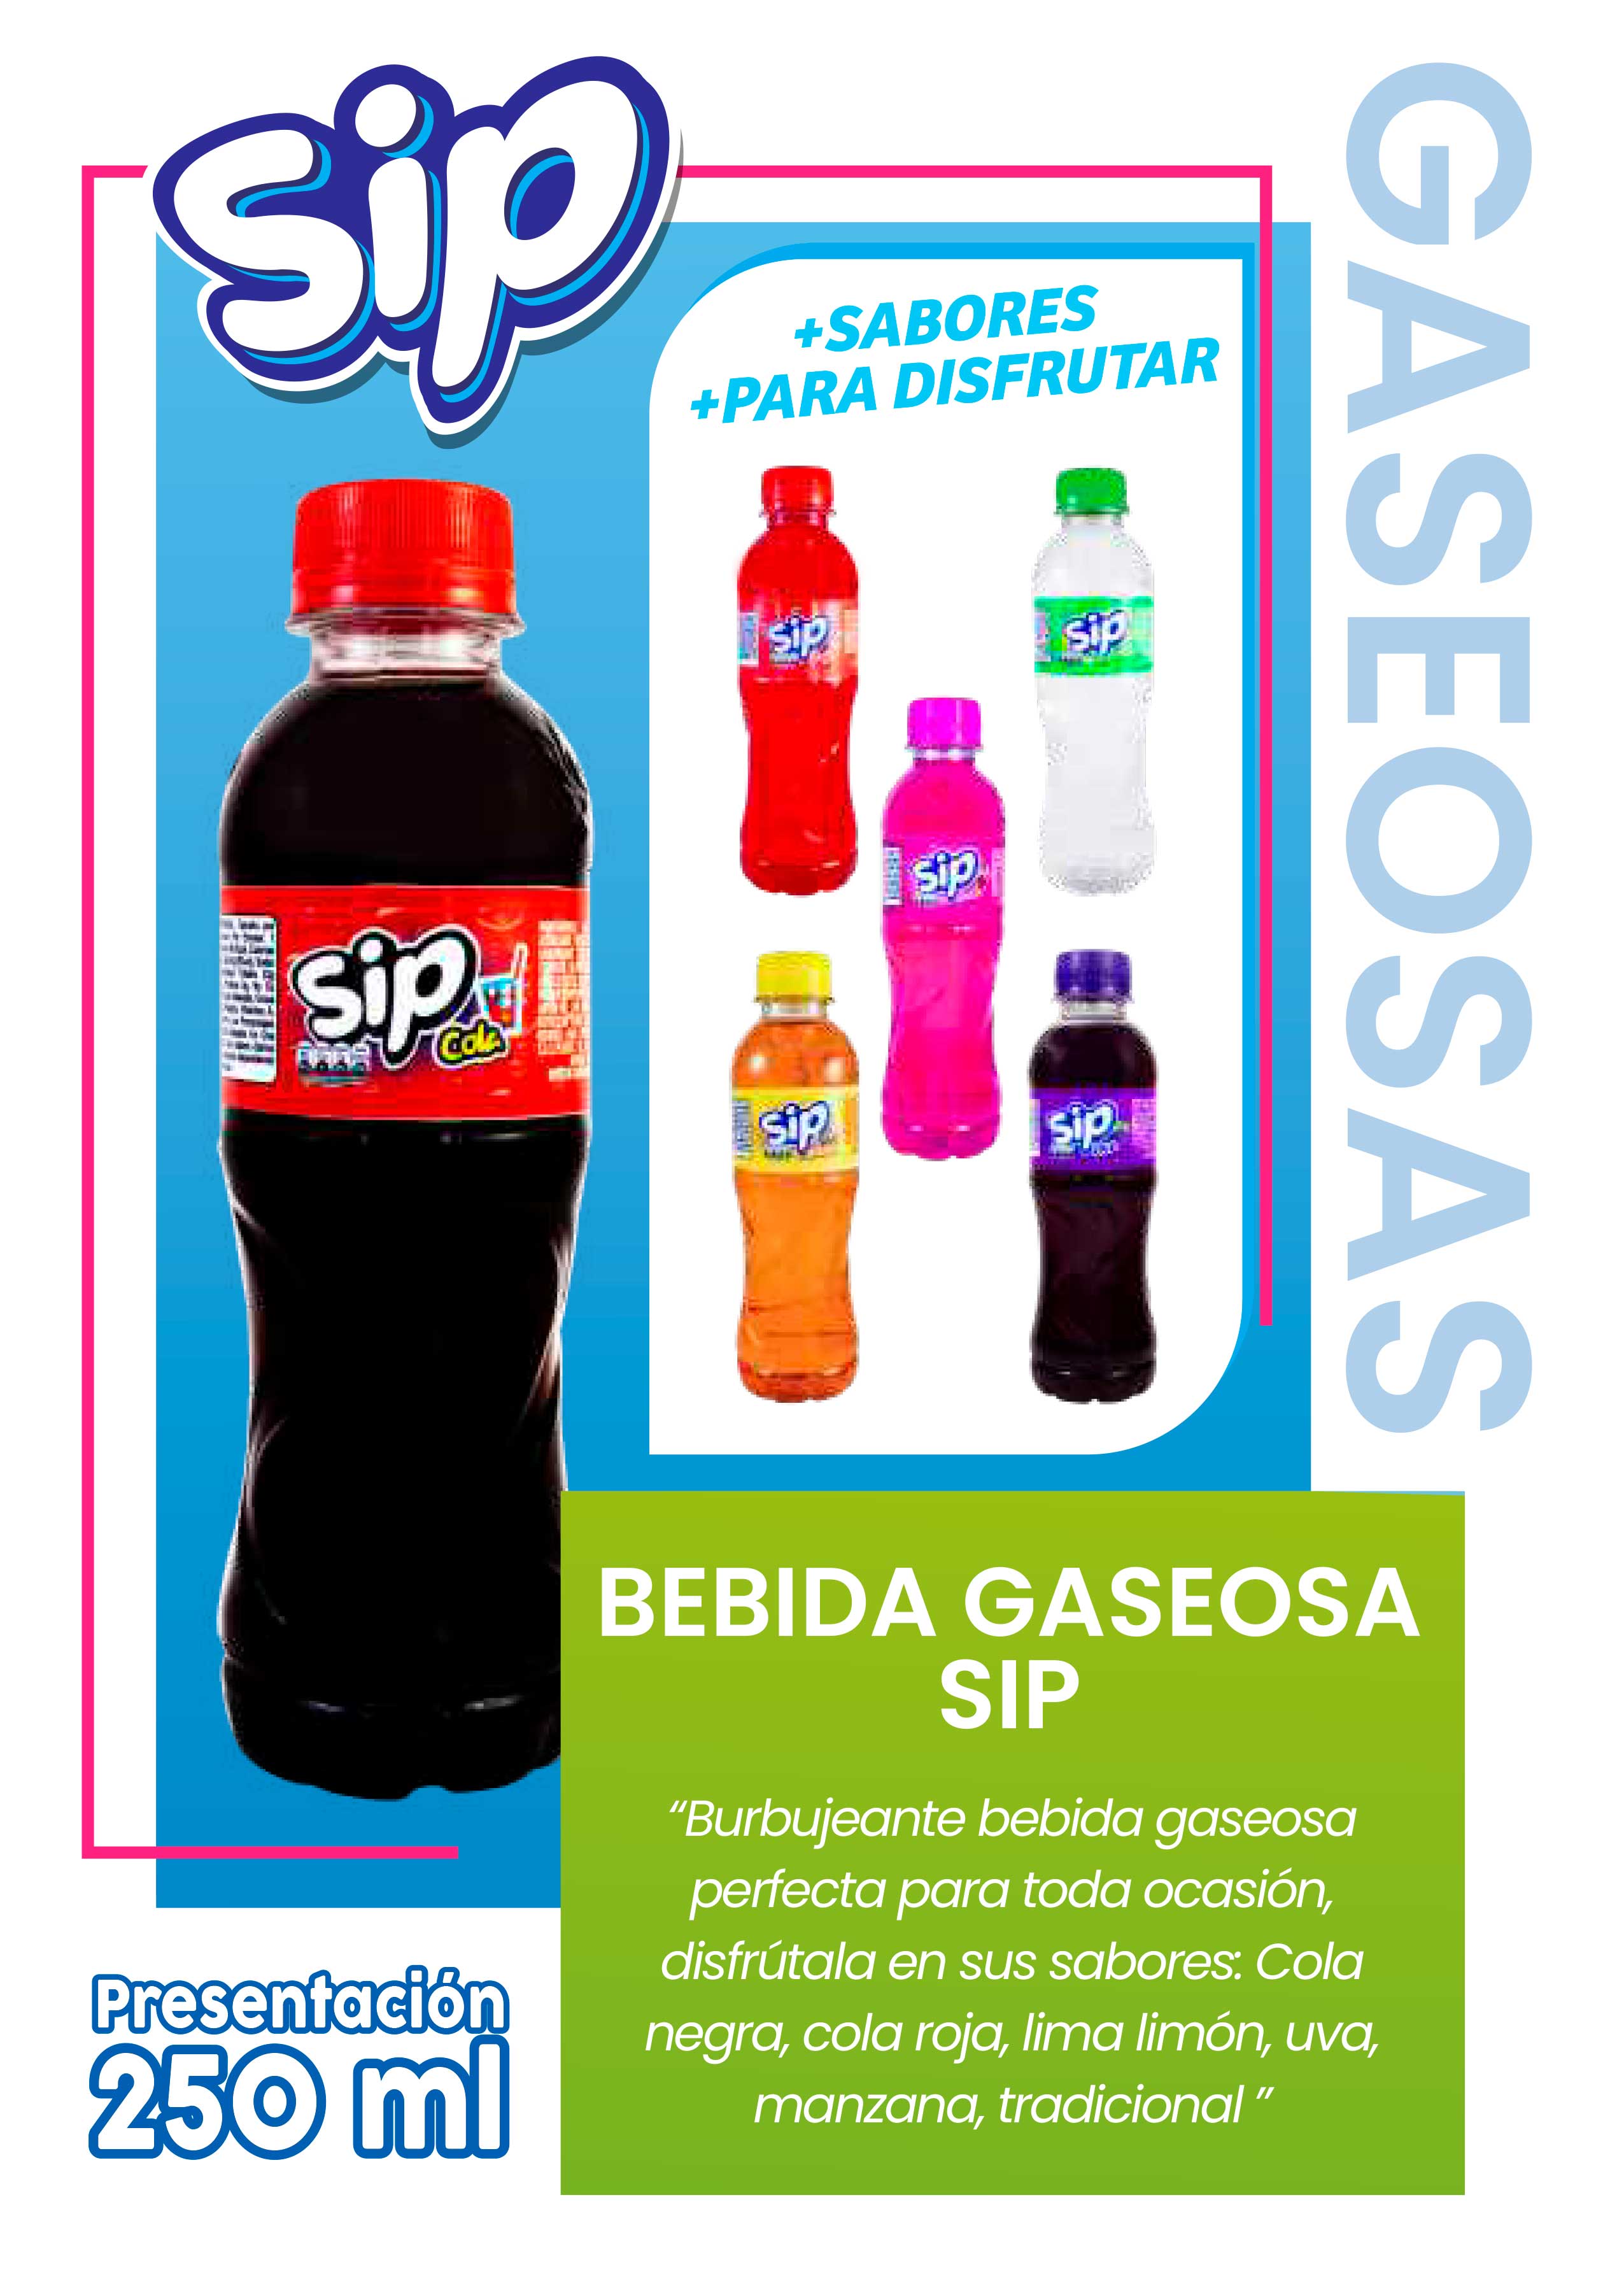 sip
GASEOSAS
+SABORES
+PARA DISFRUTAR
sip
sip
sip
sip
Cola
sip
sip
BEBIDA GASEOSA
SIP
“Burbujeante bebida gaseosa
perfecta para toda ocasión,
disfrútala en sus sabores: Cola
negra, cola roja, lima limón, uva,
manzana, tradicional ”
Presentación
250 ml